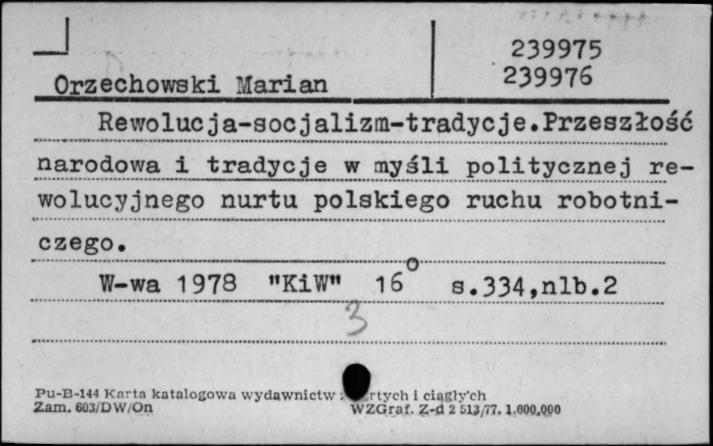 239975
Orzechowski Marian 239976
Rewolucja-socjalizm-tradycje.Przeszłość
narodowa i tradycje w myśli politycznej re-
wolucyjnego nurtu polskiego ruchu robotni-
czego.
W-wa 1978 "KiW" 16° s.334,nlb.2
3
Pu-B-144 Karta katalogowa wydawnictw i ciągłych
Zam. 603/DW/On WZGraf. Z-d 2 513/77. 1.600.000